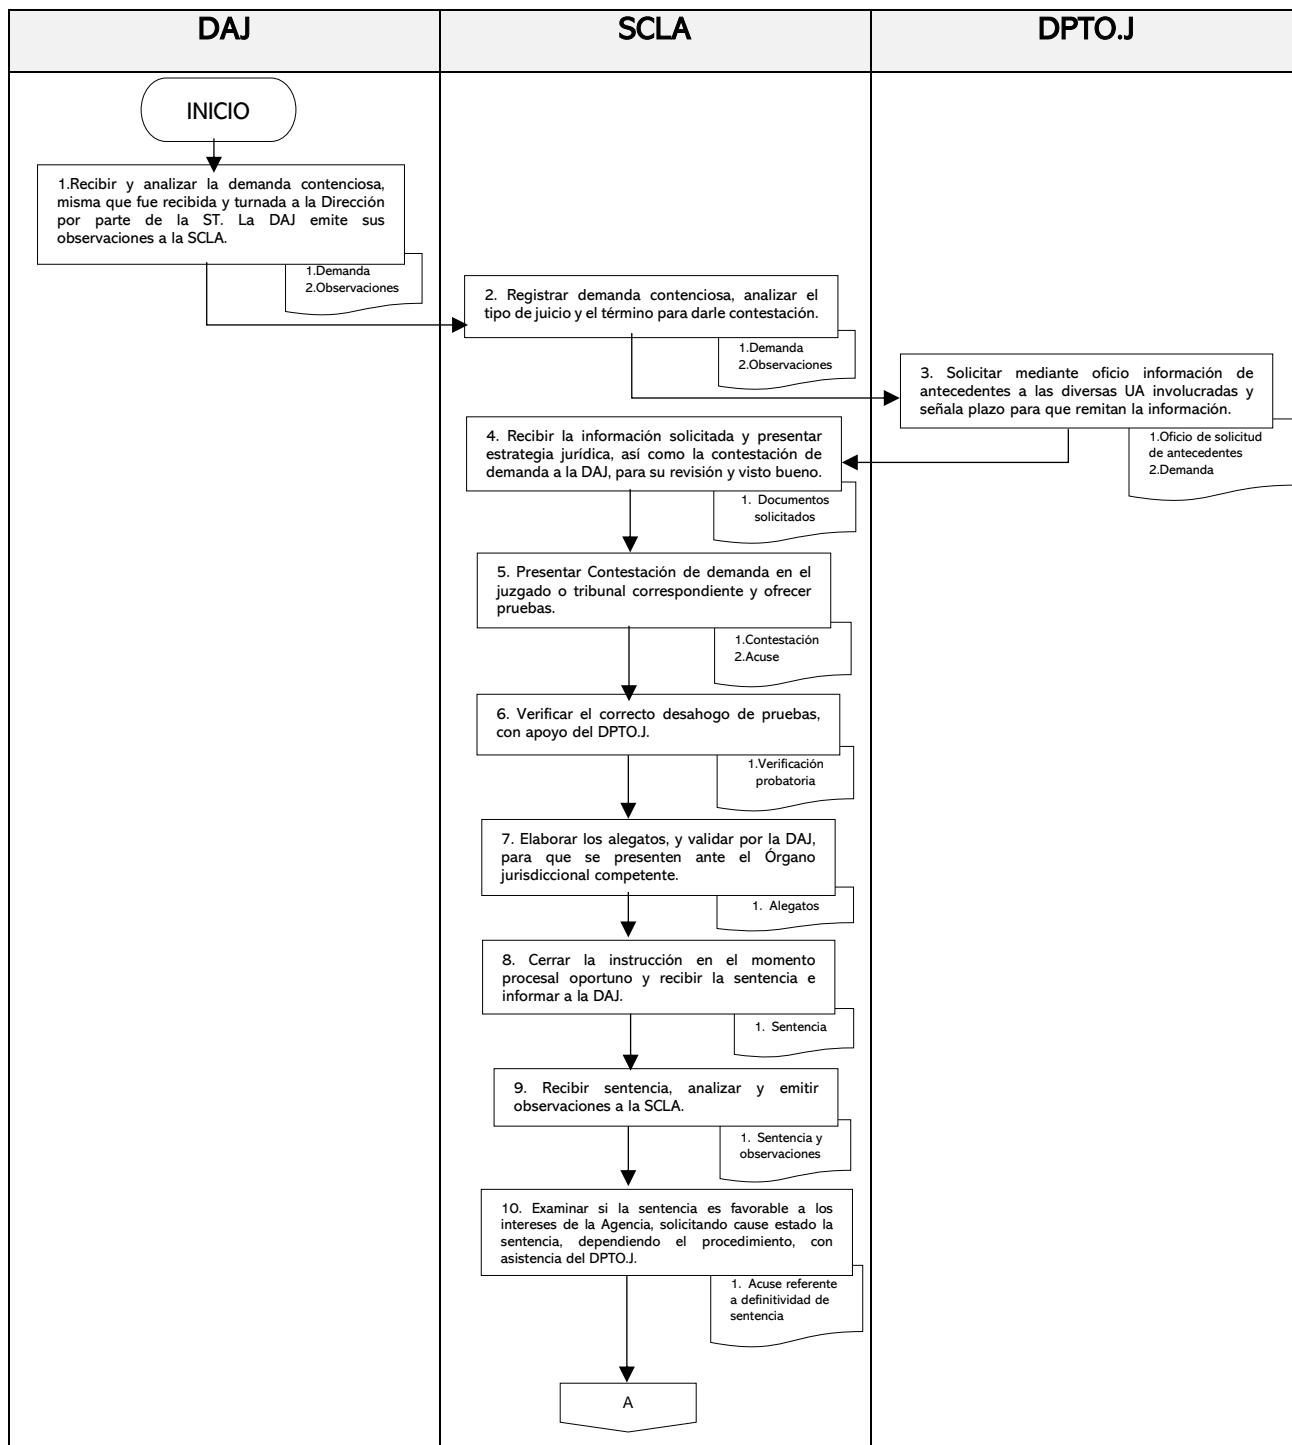 DAJ
SCLA
DPTO.J
INICIO
1.Recibir y analizar la demanda contenciosa,
misma que fue recibida y turnada a la Dirección
por parte de la ST. La DAJ emite sus
observaciones a la SCLA.
1.Demanda
2.Observaciones
2. Registrar demanda contenciosa, analizar el
tipo de juicio y el término para darle contestación.
1.Demanda
2.Observaciones
3. Solicitar mediante oficio información de
antecedentes a las diversas UA involucradas y
señala plazo para que remitan la información.
1.Oficio de solicitud
de antecedentes
2.Demanda
4. Recibir la información solicitada y presentar
estrategia jurídica, así como la contestación de
demanda a la DAJ, para su revisión y visto bueno.
1. Documentos
solicitados
5. Presentar Contestación de demanda en el
juzgado o tribunal correspondiente y ofrecer
pruebas.
1.Contestación
2.Acuse
6. Verificar el correcto desahogo de pruebas,
con apoyo del DPTO.J.
1.Verificación
probatoria
7. Elaborar los alegatos, y validar por la DAJ,
para que se presenten ante el Órgano
jurisdiccional competente.
1. Alegatos
8. Cerrar la instrucción en el momento
procesal oportuno y recibir la sentencia e
informar a la DAJ.
1. Sentencia
9. Recibir sentencia, analizar y emitir
observaciones a la SCLA.
1. Sentencia y
observaciones
10. Examinar si la sentencia es favorable a los
intereses de la Agencia, solicitando cause estado la
sentencia, dependiendo el procedimiento, con
asistencia del DPTO.J.
1. Acuse referente
a definitividad de
sentencia
A